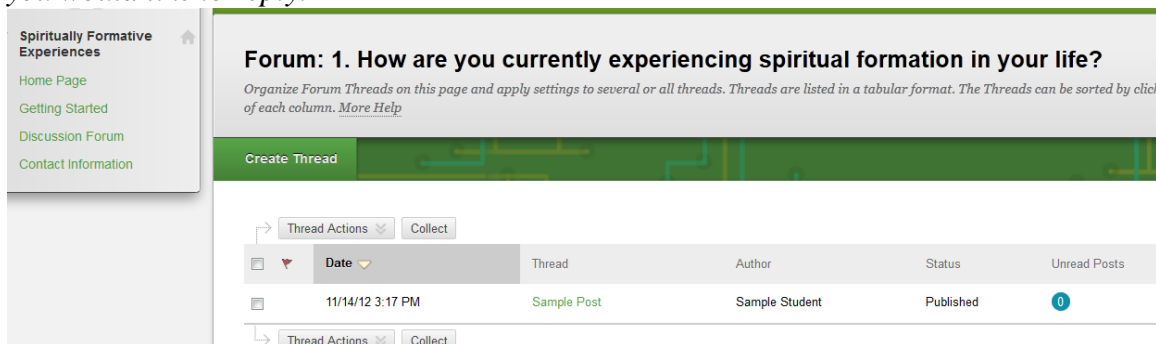 Spiritually Formative
Experiences
Home Page
Getting Started
Discussion Forum
Contact Information
Forum: 1. How are you currently experiencing spiritual formation in your life?
Organize Forum Threads on this page and apply settings to several or all threads. Threads are listed in a tabular format. The Threads can be sorted by clic
of each column. More Help
Create Thread
Thread Actions Collect
Date Thread Author Status Unread Posts
11/14/12 3:17 PM Sample Post Sample Student Published 0
Thread Actions Collect